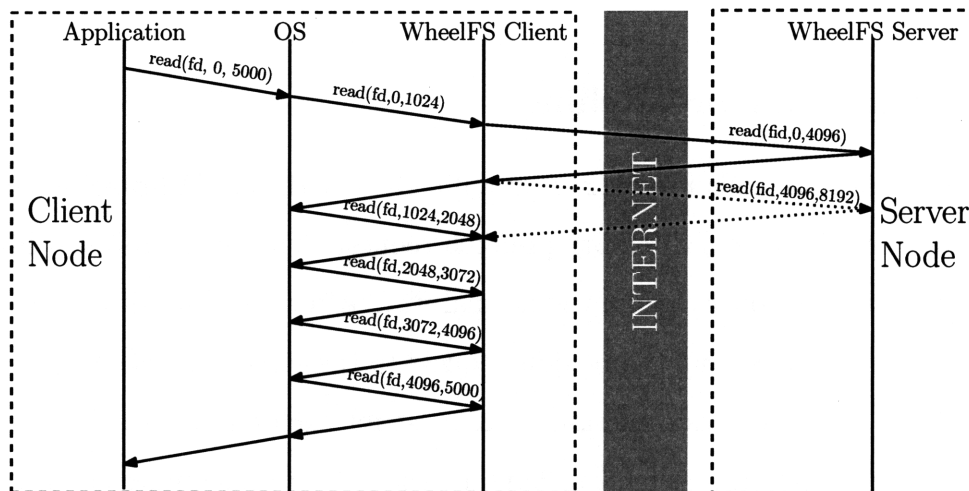 Application
OS
WheelFS Client
WheelFS Server
read(fd, 0, 5000)
read(fd,0,1024)
read(fid,0,4096)
INTERNET
read(fid,4096,8192)
Client
Node
read(fd,1024,2048)
Server
Node
read(fd,2048,3072)
read(fd,3072,4096)
read(fd,4096,5000)